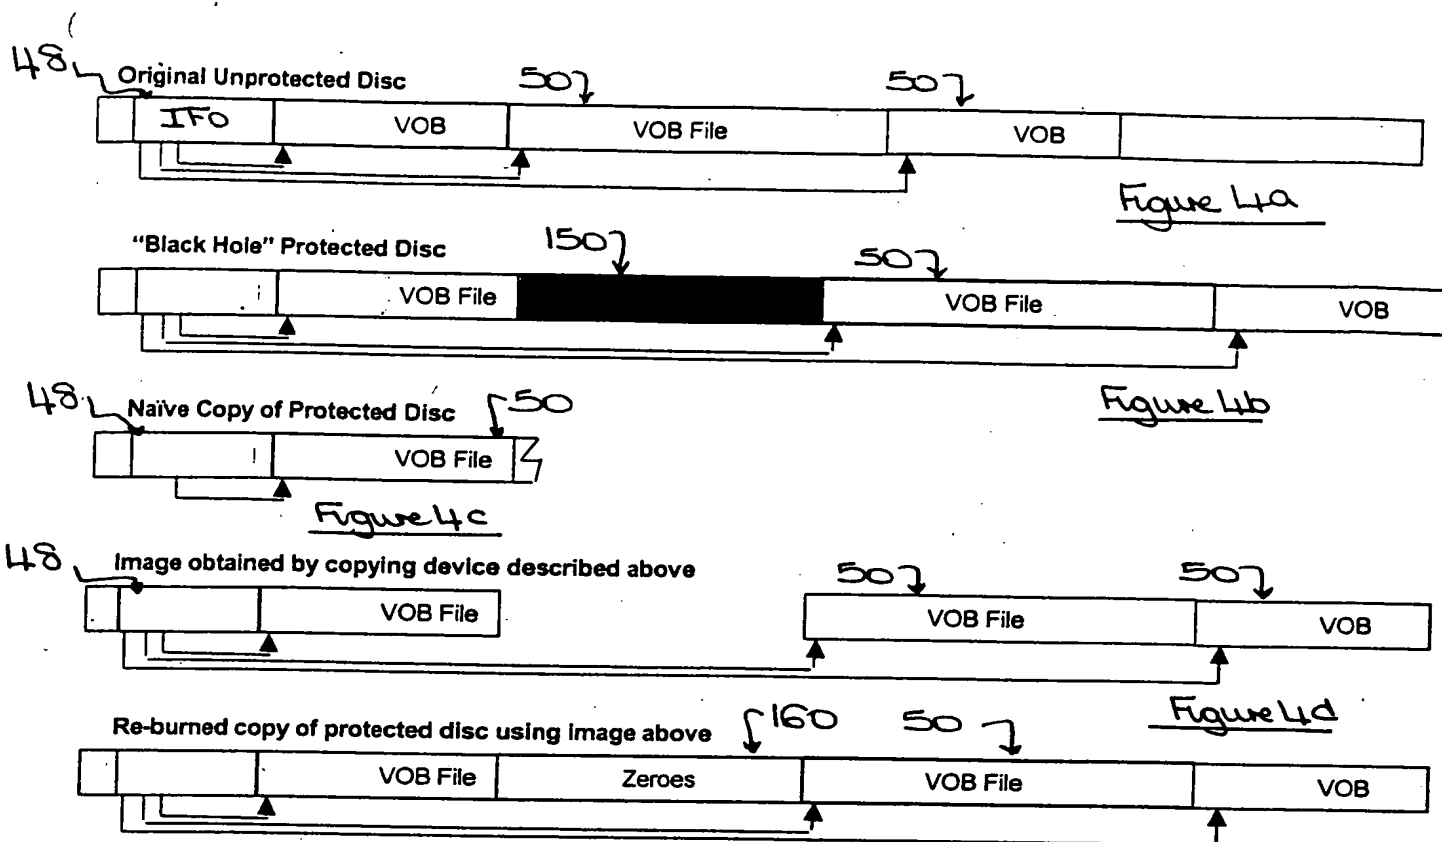 48 Original Unprotected Disc 50 50
IFO VOB VOB File VOB
Figure 4a
"Black Hole" Protected Disc 150 50
VOB File VOB File VOB
Figure 4b
48 Naïve Copy of Protected Disc 50
VOB File
Figure 4c
48 Image obtained by copying device described above 50 50
VOB File VOB File VOB
Figure 4d
Re-burned copy of protected disc using image above 160 50
VOB File Zeroes VOB File VOB